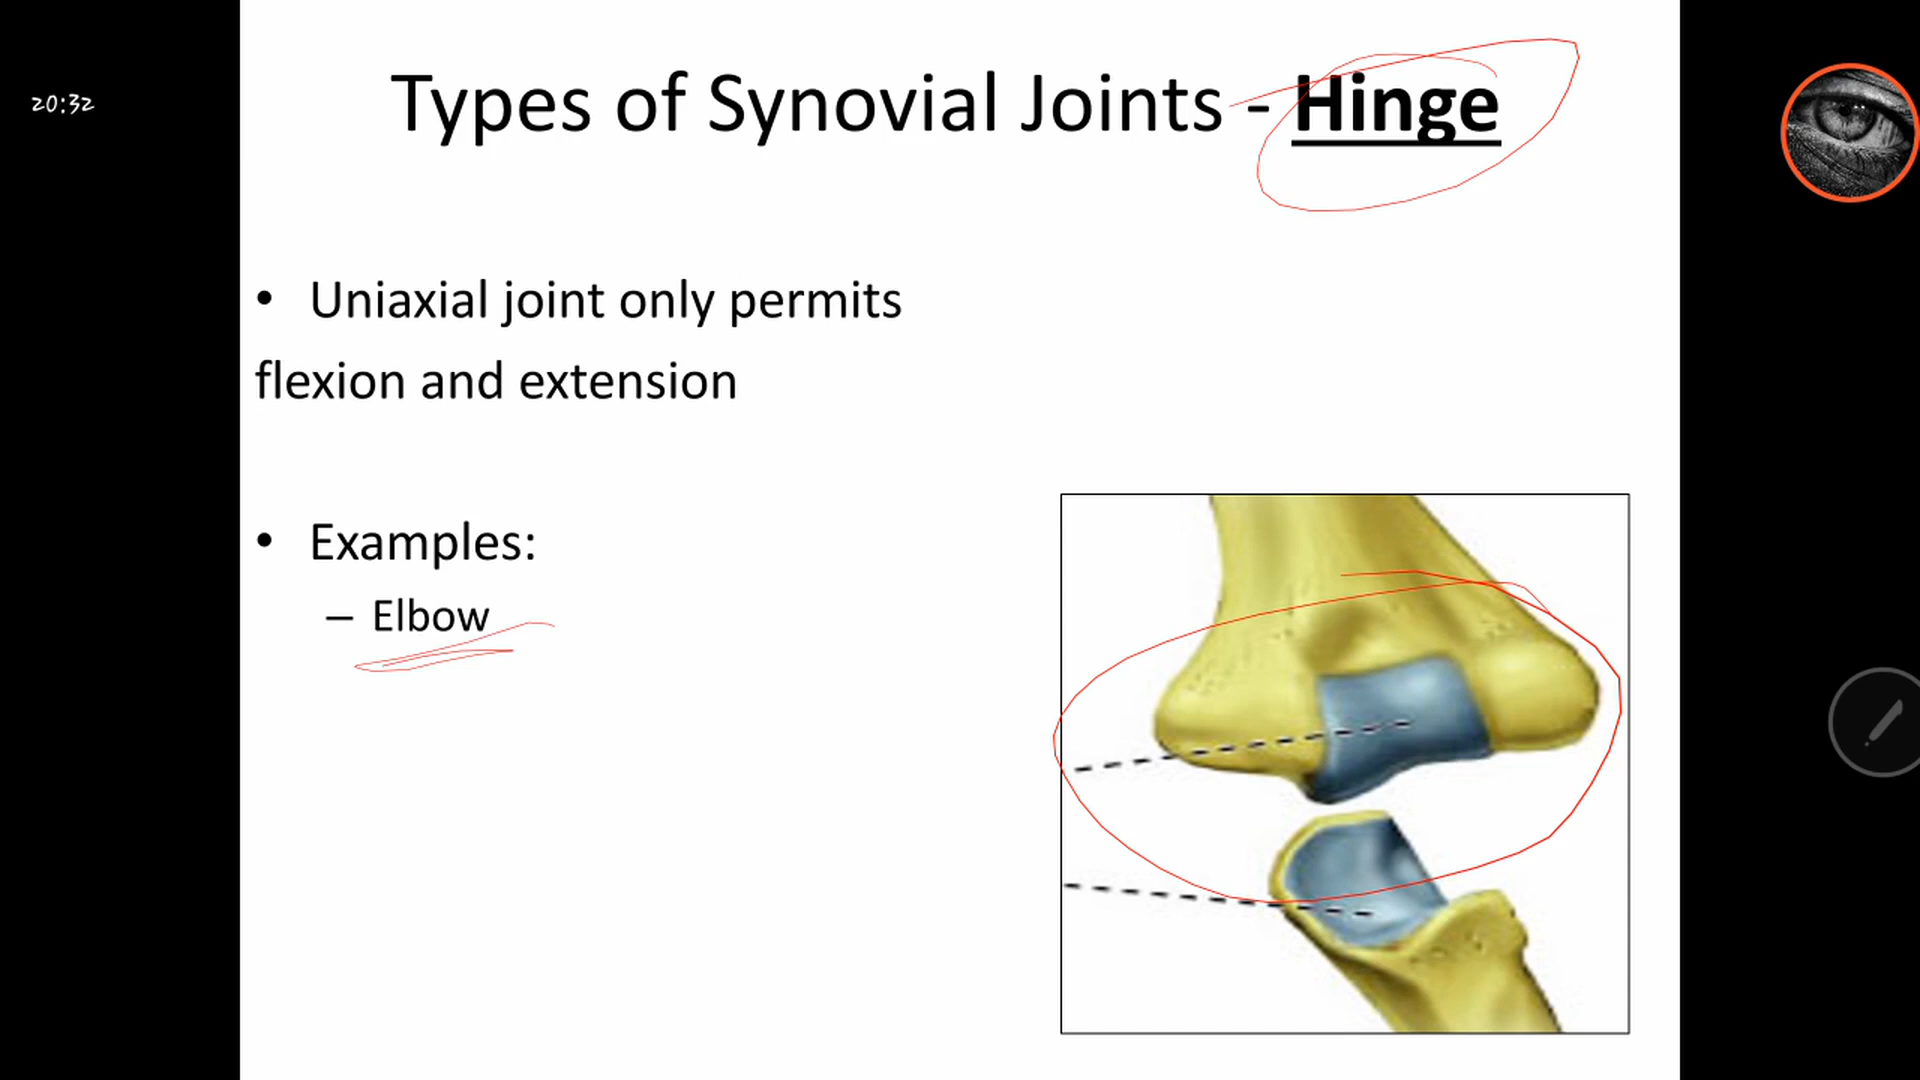 20:32
Types of Synovial Joints - Hinge
• Uniaxial joint only permits
flexion and extension
• Examples:
– Elbow